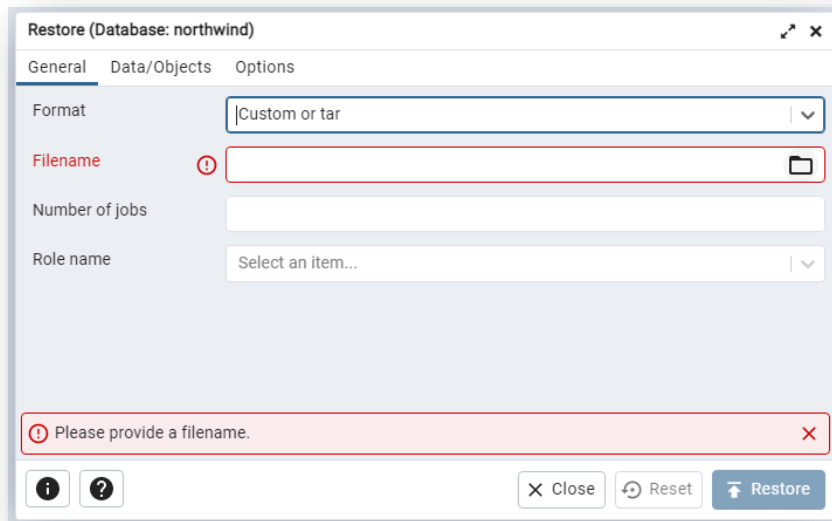 Restore (Database: northwind)
General Data/Objects Options
Format Custom or tar
Filename
Number of jobs
Role name Select an item...
Please provide a filename.
Close Reset Restore